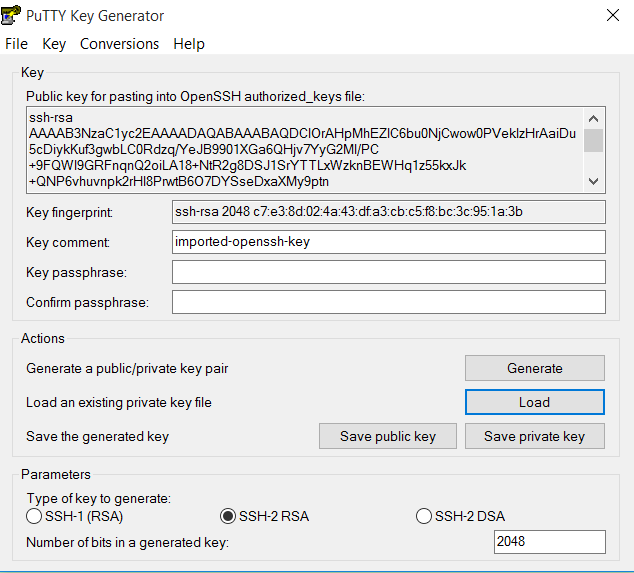 PuTTY Key Generator
File Key Conversions Help
Key
Public key for pasting into OpenSSH authorized_keys file:
ssh-rsa
AAAAB3NzaC1yc2EAAAADAQABAAABAQDClOrAHpMhEZlC6bu0NjCwow0PVeklzHrAaiDu
5cDiykKuf3gwbLC0Rdzq/YeJB9901XGa6QHjv7YyG2Ml/PC
+9FQWl9GRFnqnQ2oiLA18+NtR2g8DSJ1SrYTTLxWzknBEWHq1z55kxJk
+QNP6vhuvnpk2rHl8PrwtB6O7DYSseDxaXMy9ptn
Key fingerprint: ssh-rsa 2048 c7:e3:8d:02:4a:43:df:a3:cb:c5:f8:bc:3c:95:1a:3b
Key comment: imported-openssh-key
Key passphrase:
Confirm passphrase:
Actions
Generate a public/private key pair Generate
Load an existing private key file Load
Save the generated key Save public key Save private key
Parameters
Type of key to generate:
SSH-1 (RSA) SSH-2 RSA SSH-2 DSA
Number of bits in a generated key: 2048